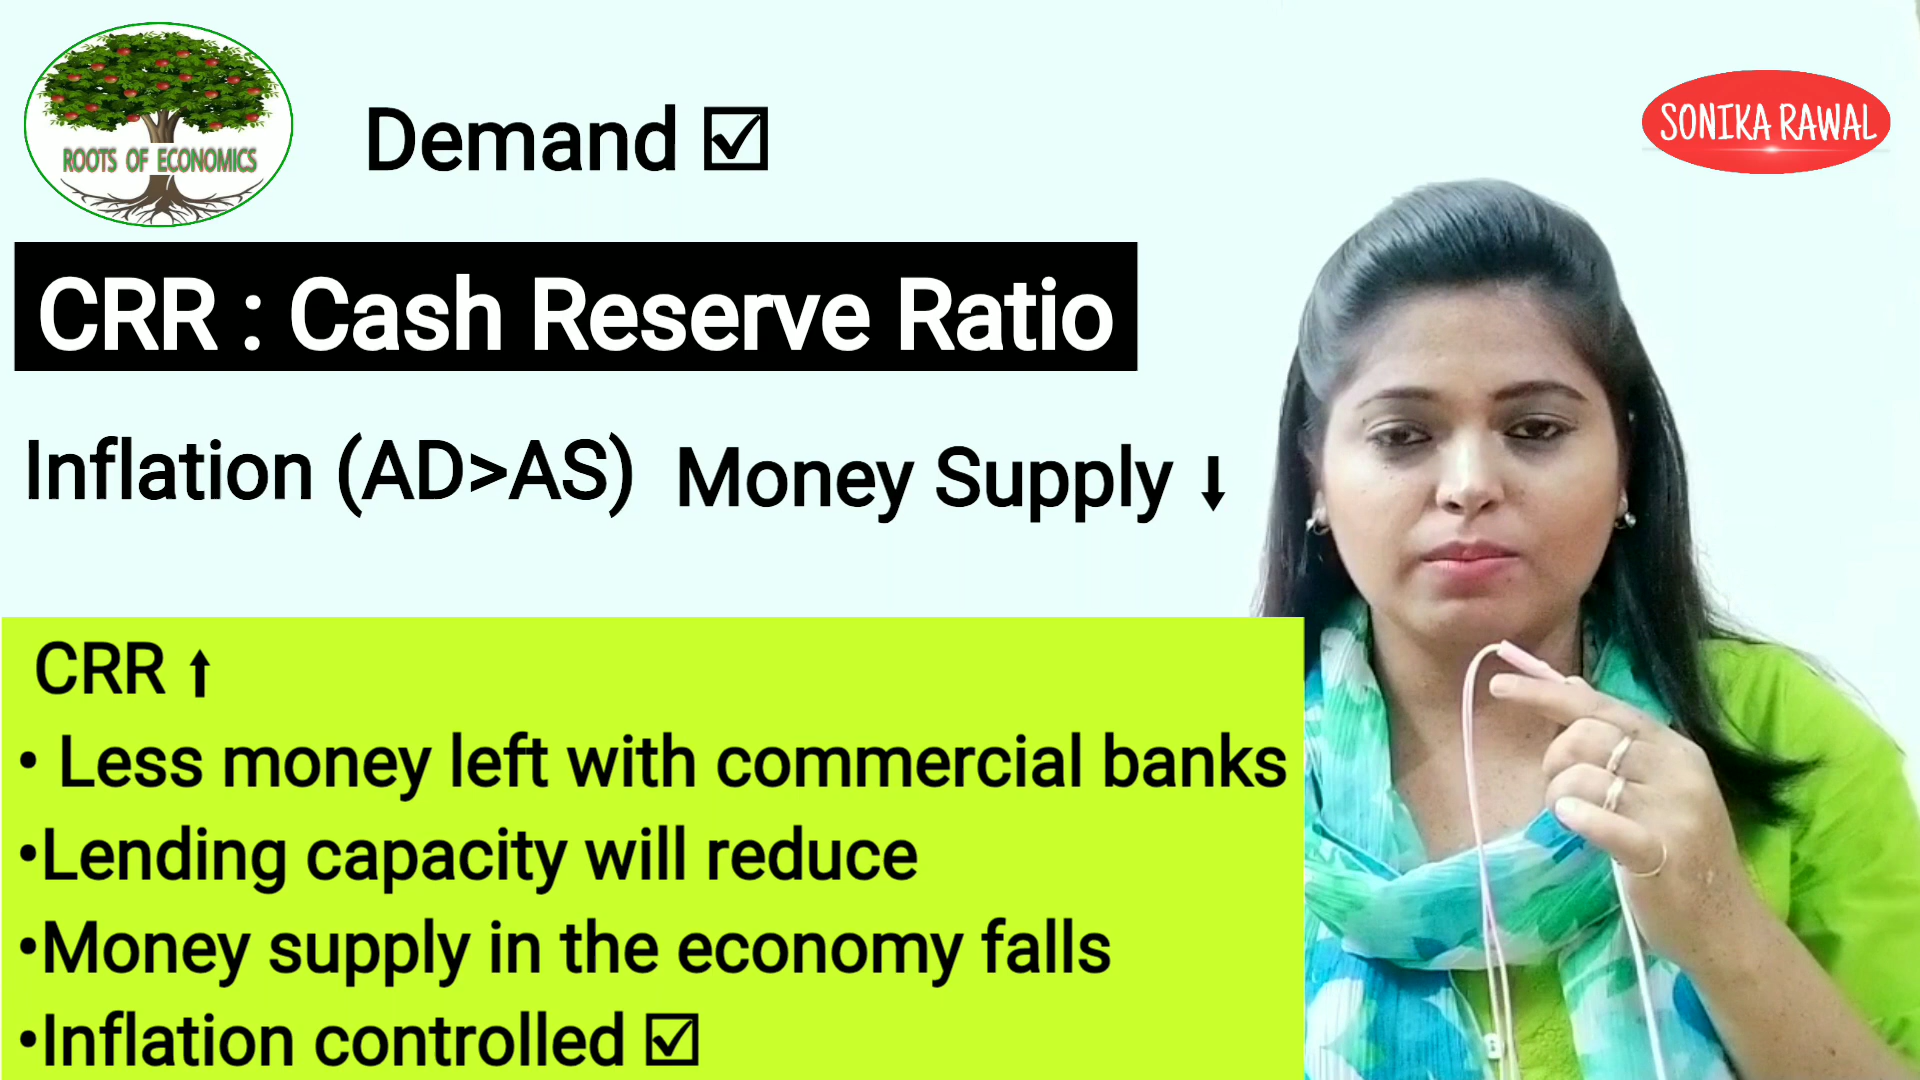 ROOTS OF ECONOMICS
Demand ☑
SONIKA RAWAL
CRR : Cash Reserve Ratio
Inflation (AD>AS) Money Supply ⬇
CRR ⬆
• Less money left with commercial banks
•Lending capacity will reduce
•Money supply in the economy falls
•Inflation controlled ☑